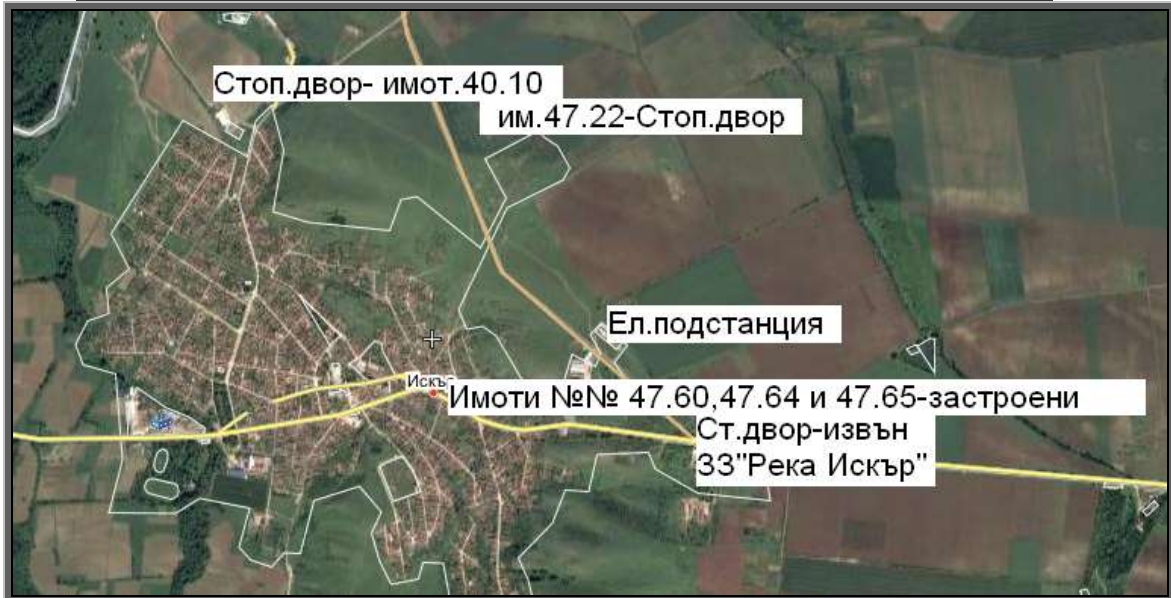 Стоп.двор- имот.40.10
им.47.22-Стоп.двор
Ел.подстанция
Имоти №№ 47.60,47.64 и 47.65-застроени
Ст.двор-извън
ЗЗ"Река Искър"